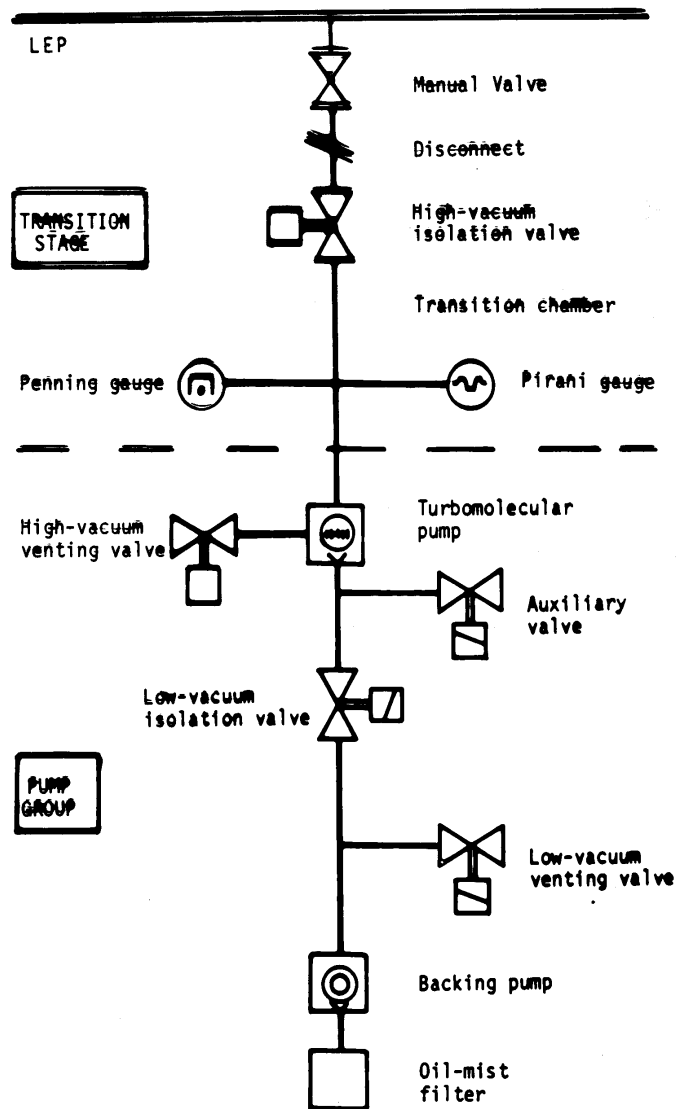 LEP
Manual Valve
Disconnect
TRANSITION
STAGE
High-vacuum
isolation valve
Transition chamber
Penning gauge
Pirani gauge
High-vacuum
venting valve
Turbomolecular
pump
Auxiliary
valve
Low-vacuum
isolation valve
PUMP
GROUP
Low-vacuum
venting valve
Backing pump
Oil-mist
filter